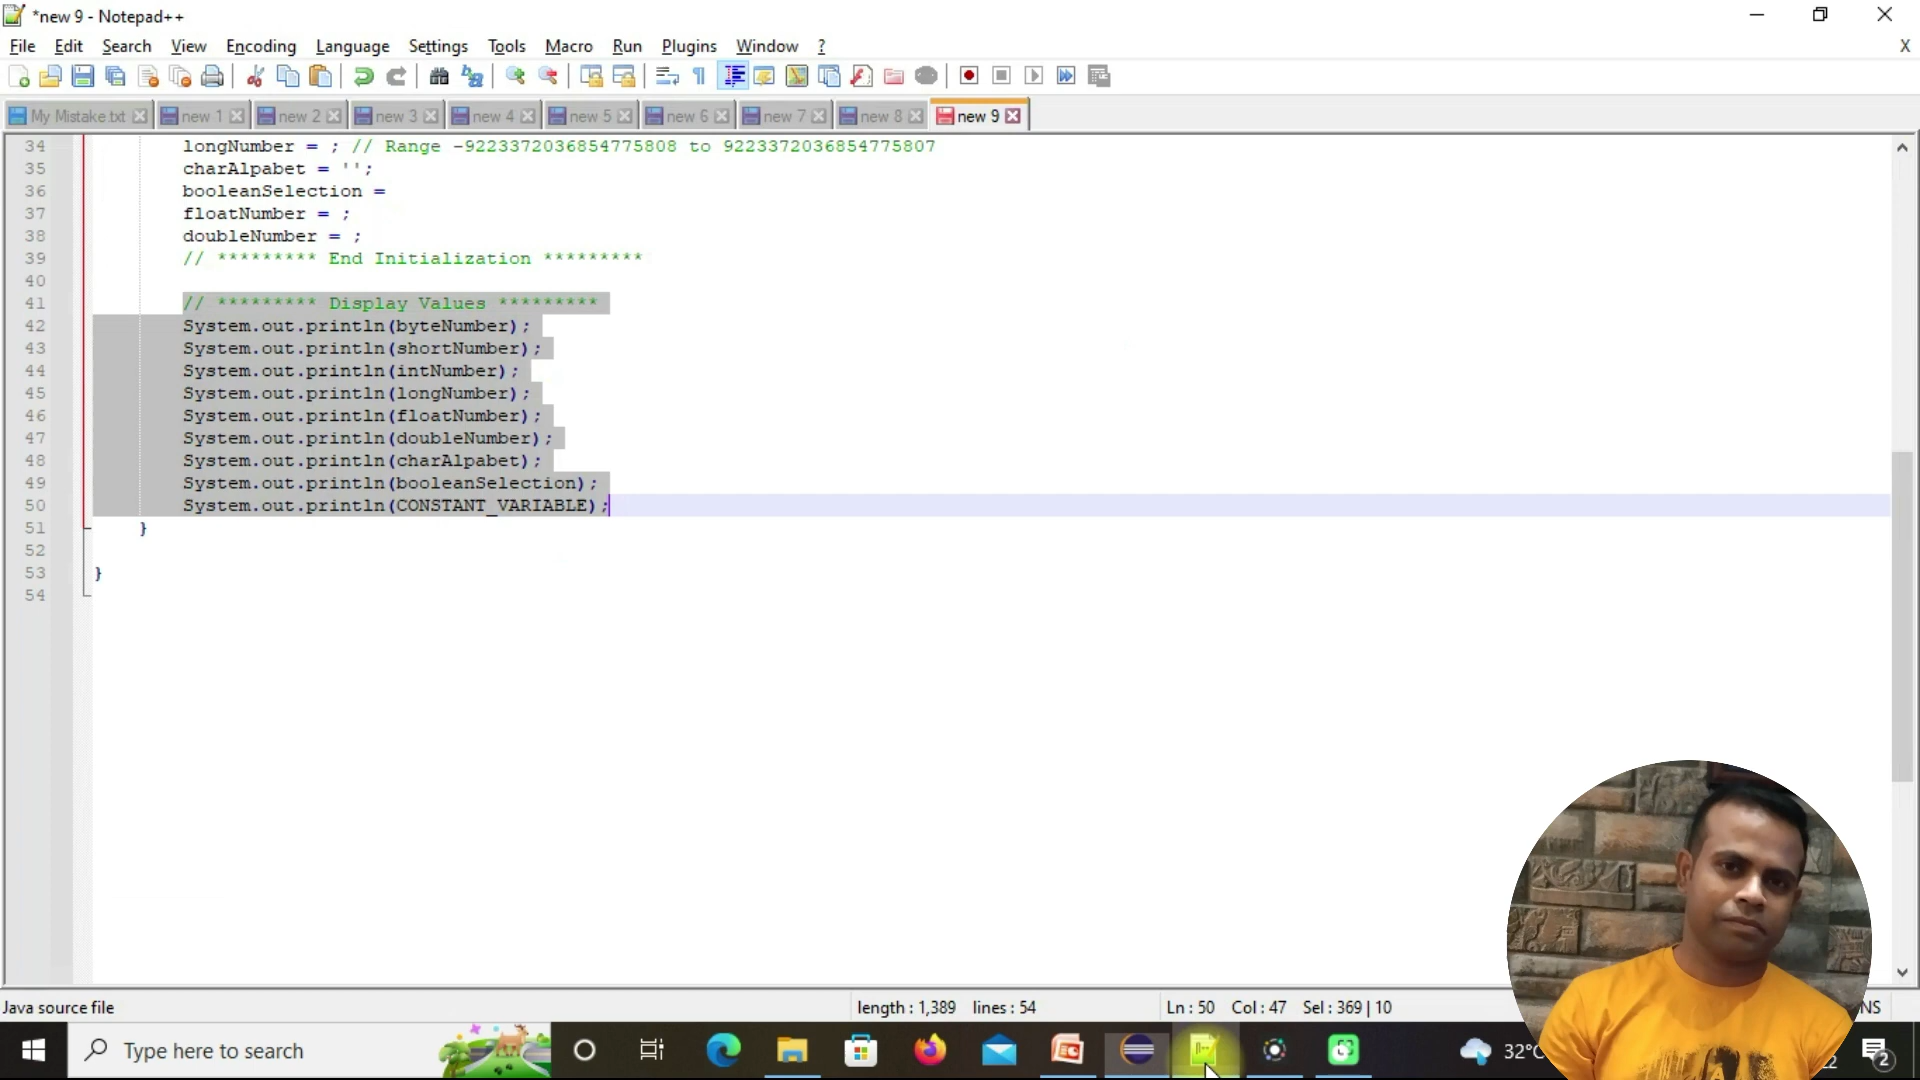 *new 9 - Notepad++
File Edit Search View Encoding Language Settings Tools Macro Run Plugins Window ? X
My Mistake.txt new 1 new 2 new 3 new 4 new 5 new 6 new 7 new 8 new 9
34 longNumber = ; // Range -9223372036854775808 to 9223372036854775807
35 charAlpabet = '';
36 booleanSelection =
37 floatNumber = ;
38 doubleNumber = ;
39 // ********* End Initialization *********
40
41 // ********* Display Values *********
42 System.out.println(byteNumber);
43 System.out.println(shortNumber);
44 System.out.println(intNumber);
45 System.out.println(longNumber);
46 System.out.println(floatNumber);
47 System.out.println(doubleNumber);
48 System.out.println(charAlpabet);
49 System.out.println(booleanSelection);
50 System.out.println(CONSTANT_VARIABLE);
51 }
52
53 }
54
Java source file length : 1,389 lines : 54 Ln : 50 Col : 47 Sel : 369 | 10 NS
Type here to search 32°C 2